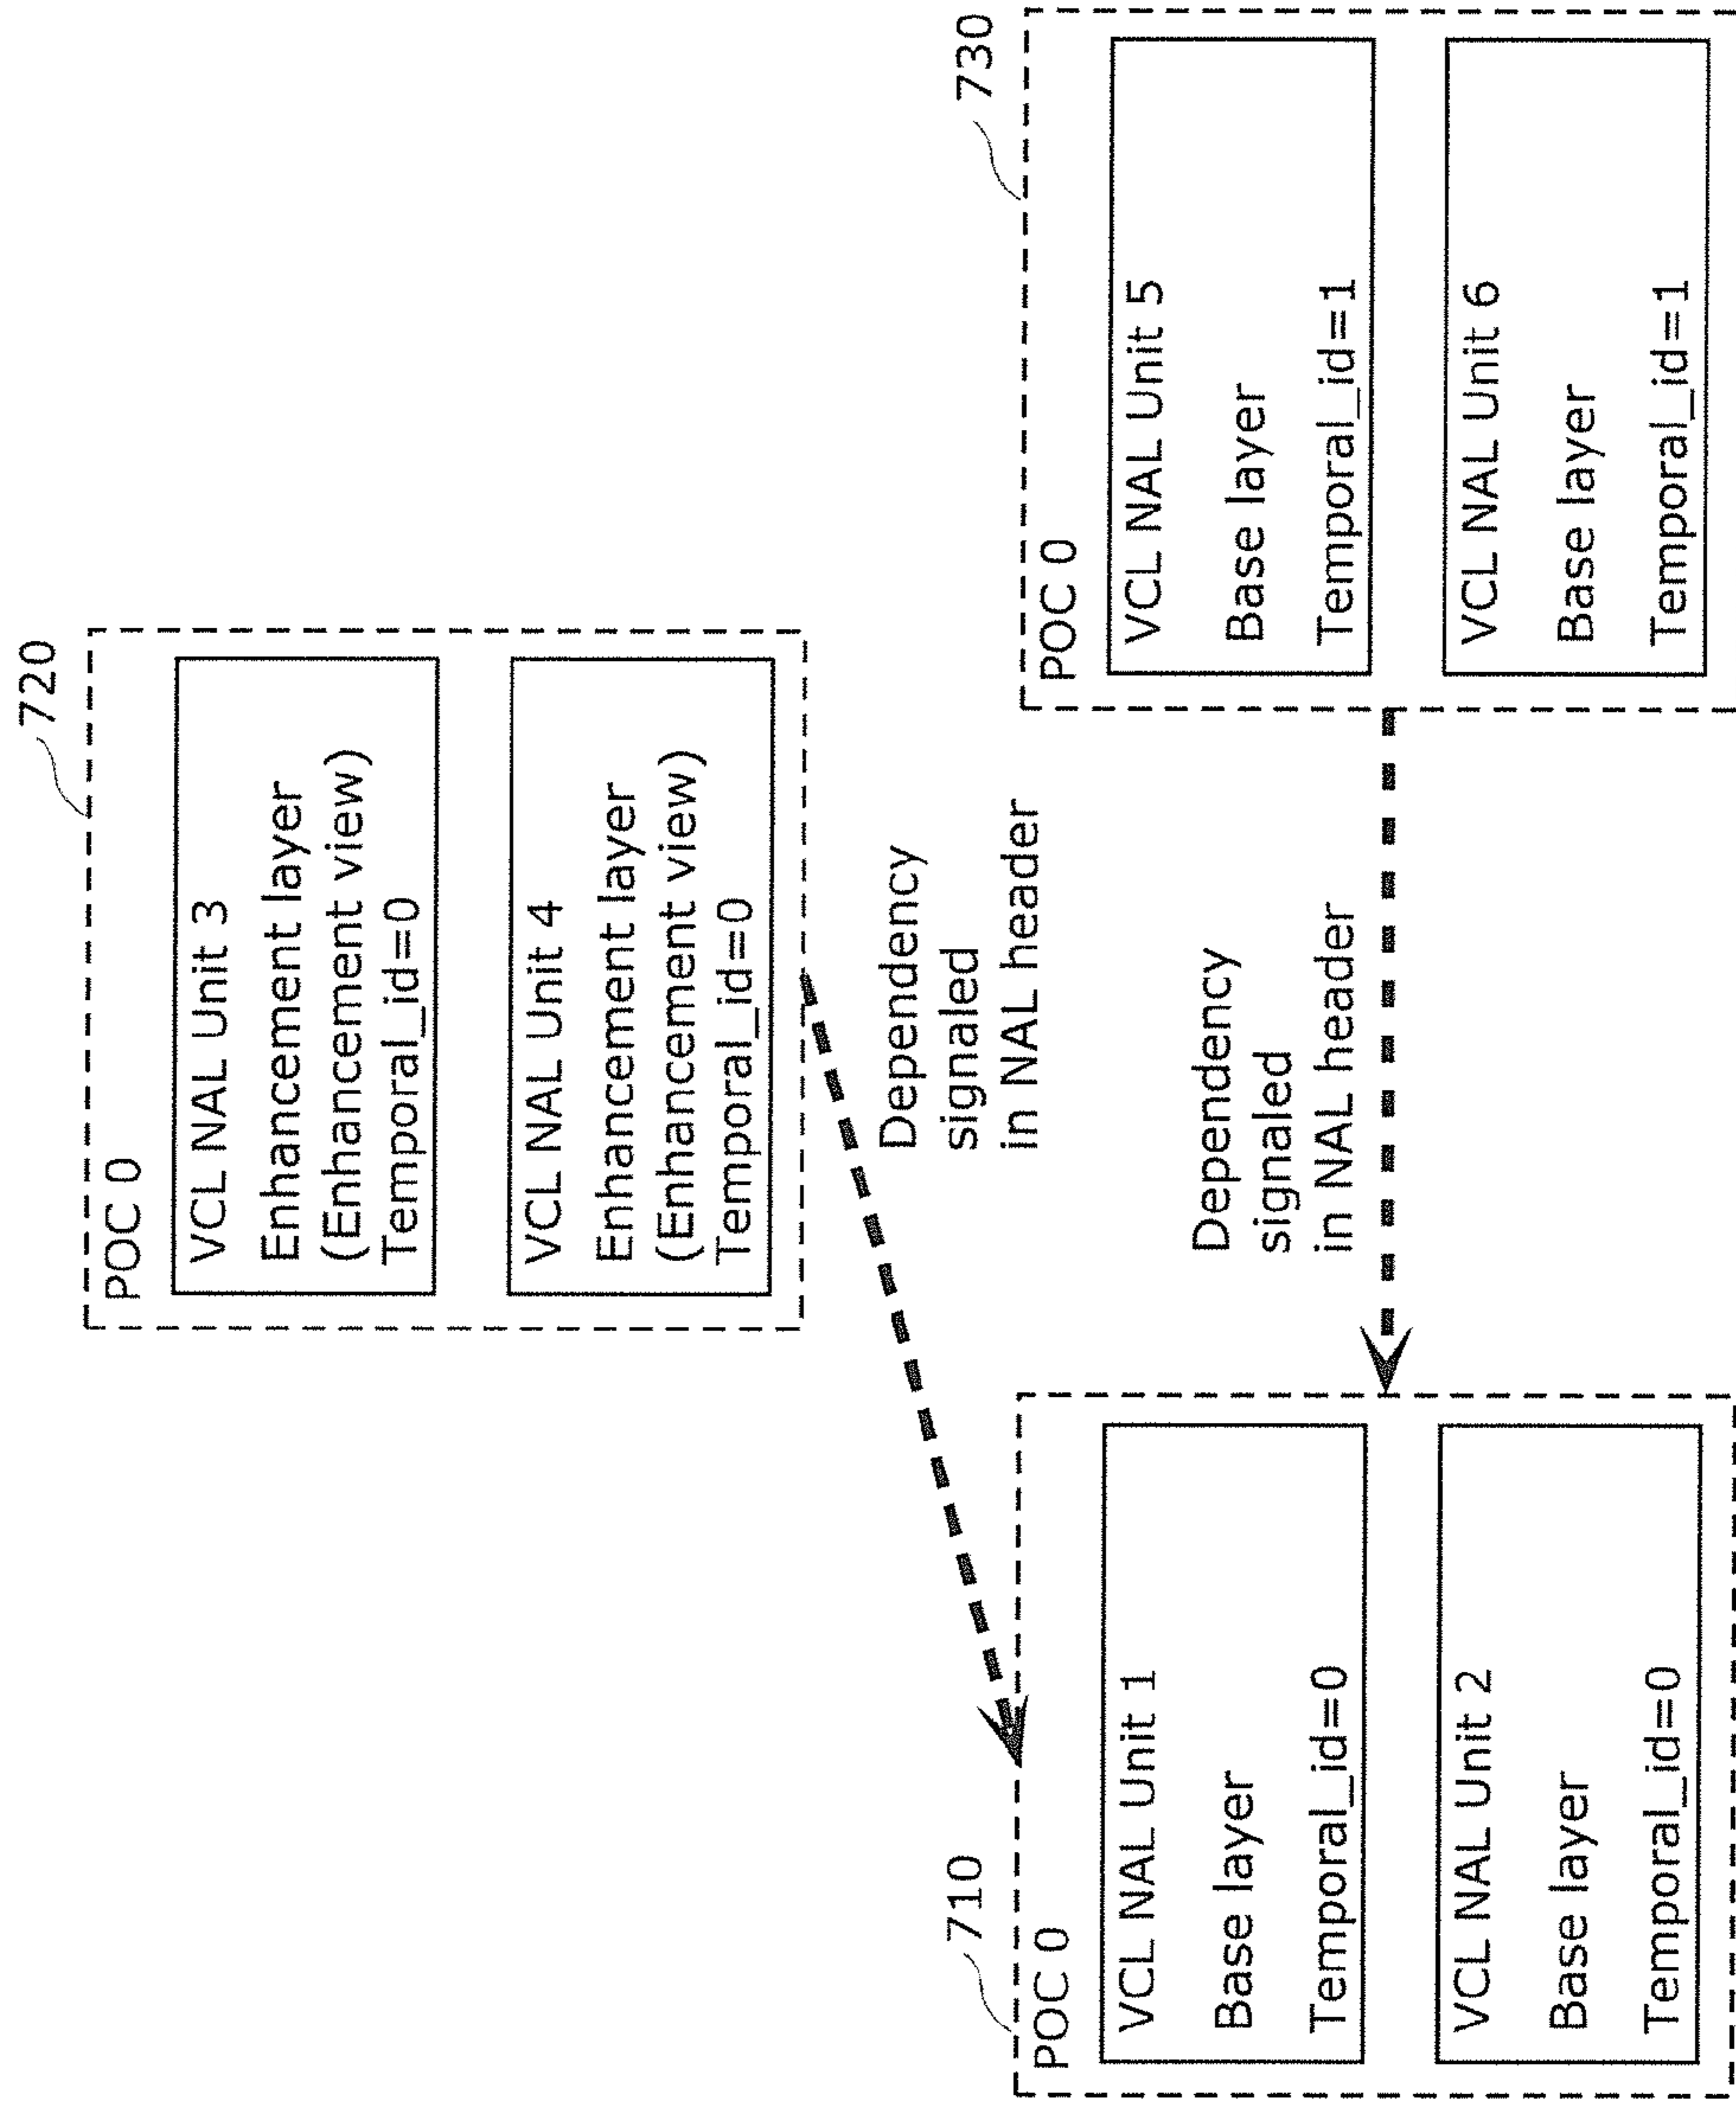 720
POC 0
VCL NAL Unit 3
Enhancement layer
(Enhancement view)
Temporal_id=0
VCL NAL Unit 4
Enhancement layer
(Enhancement view)
Temporal_id=0
Dependency
signaled
in NAL header
710
POC 0
VCL NAL Unit 1
Base layer
Temporal_id=0
VCL NAL Unit 2
Base layer
Temporal_id=0
Dependency
signaled
in NAL header
730
POC 0
VCL NAL Unit 5
Base layer
Temporal_id=1
VCL NAL Unit 6
Base layer
Temporal_id=1